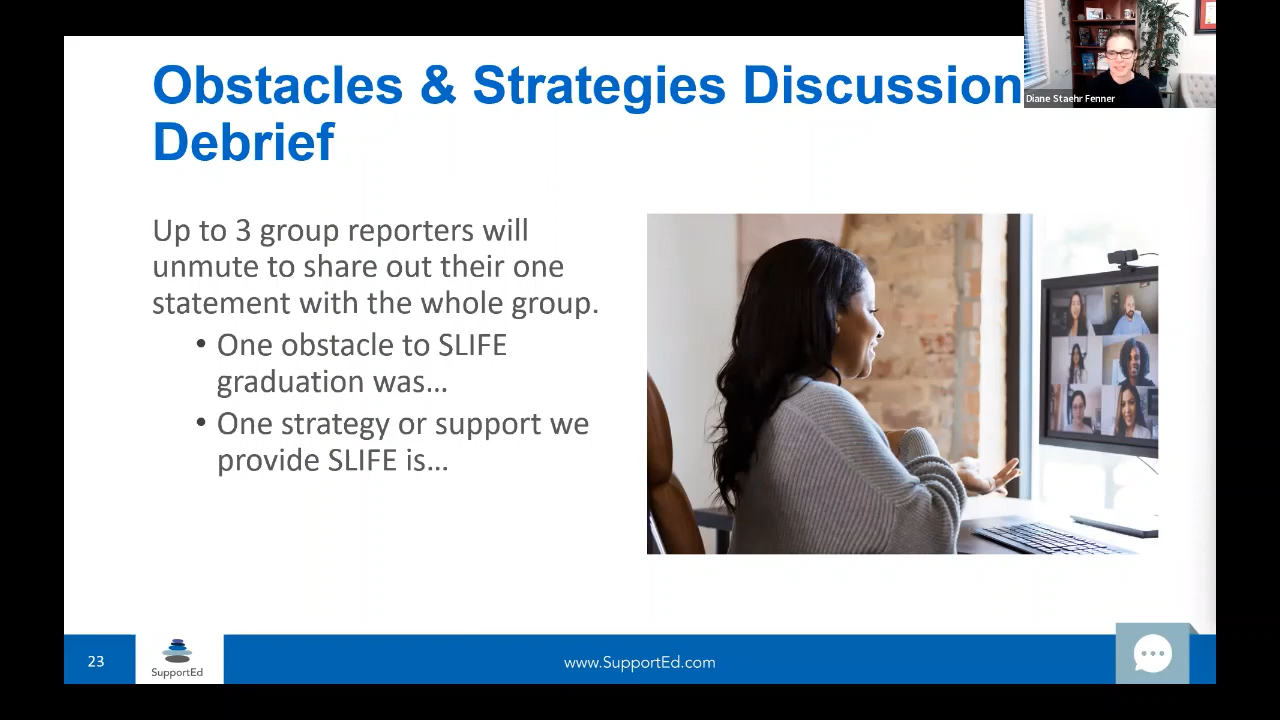 Obstacles & Strategies Discussion
Debrief
Diane Staehr Fenner
Up to 3 group reporters will
unmute to share out their one
statement with the whole group.
• One obstacle to SLIFE
graduation was...
• One strategy or support we
provide SLIFE is...
23
SupportEd
www.SupportEd.com